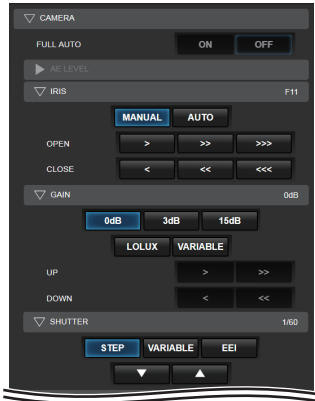 CAMERA
FULL AUTO ON OFF
AE LEVEL
IRIS F11
MANUAL AUTO
OPEN > >> >>>
CLOSE < << <<<
GAIN 0dB
0dB 3dB 15dB
LOLUX VARIABLE
UP > >>
DOWN < <<
SHUTTER 1/60
STEP VARIABLE EEI